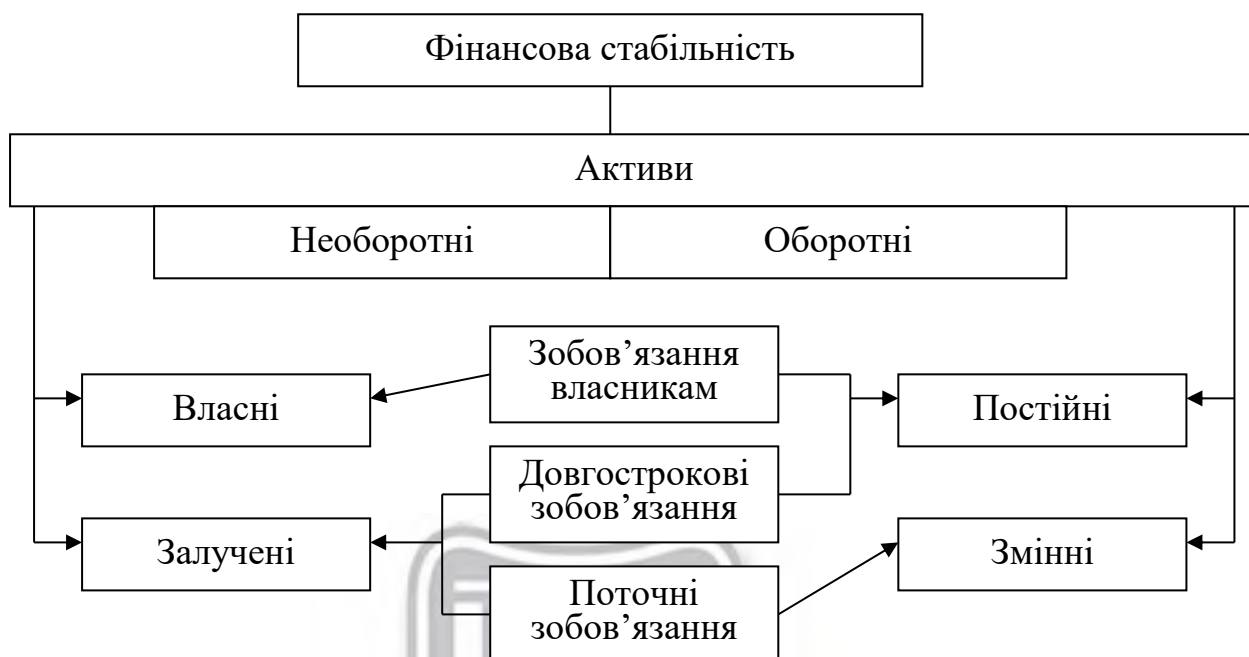 Фінансова стабільність
Активи
Необоротні
Оборотні
Зобов’язання
власникам
Власні
Постійні
Довгострокові
зобов’язання
Залучені
Змінні
Поточні
зобов’язання